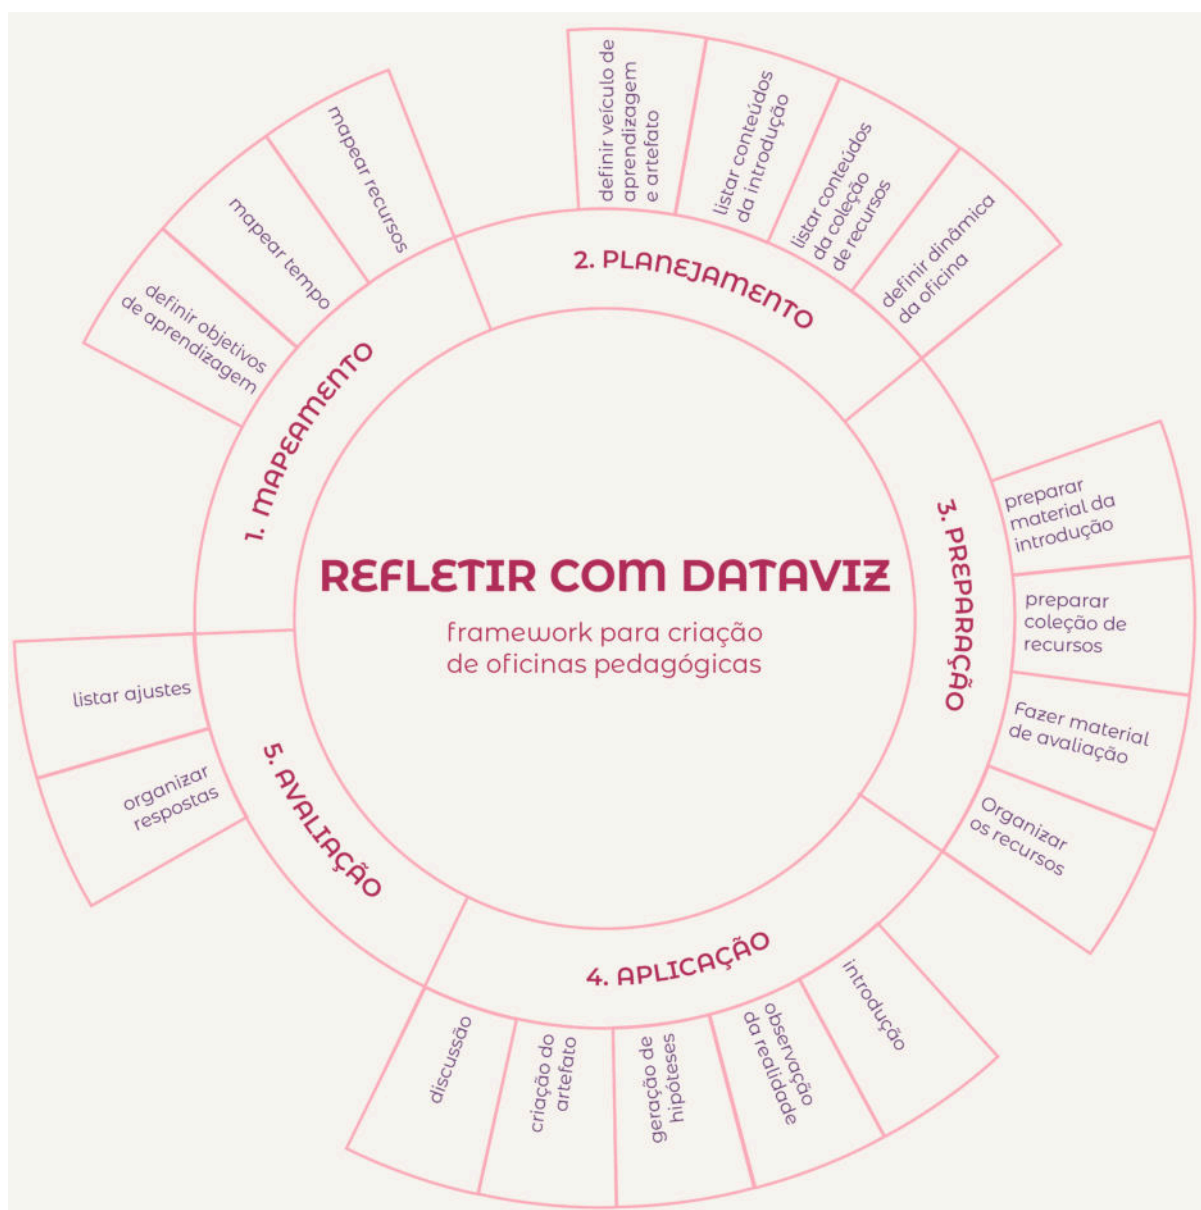 REFLETIR COM DATAVIZ
framework para criação
de oficinas pedagógicas
1. MAPEAMENTO
definir objetivos
de aprendizagem
mapear tempo
mapear recursos
2. PLANEJAMENTO
definir veículo de
aprendizagem
e artefato
listar conteúdos
da introdução
listar conteúdos
da coleção
de recursos
definir dinâmica
da oficina
3. PREPARAÇÃO
preparar
material da
introdução
preparar
coleção de
recursos
Fazer material
de avaliação
Organizar
os recursos
4. APLICAÇÃO
introdução
observação
da realidade
geração de
hipóteses
criação do
artefato
discussão
5. AVALIAÇÃO
organizar
respostas
listar ajustes